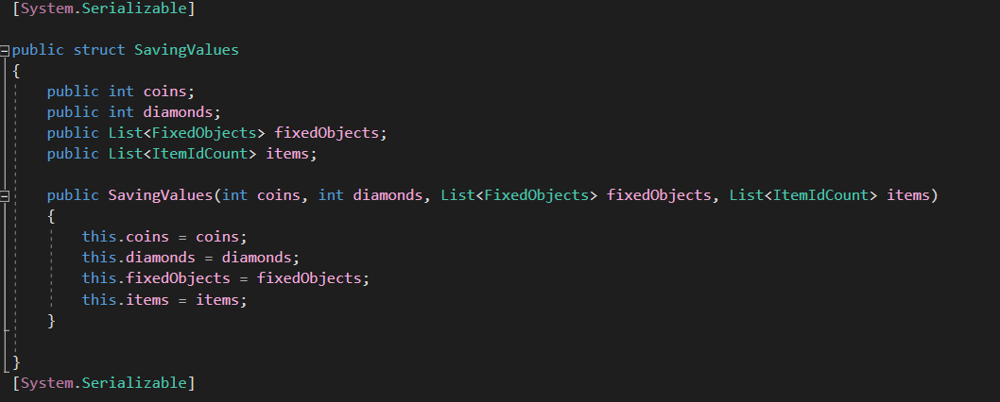 [System.Serializable]
public struct SavingValues
{
public int coins;
public int diamonds;
public List<FixedObjects> fixedObjects;
public List<ItemIdCount> items;
public SavingValues(int coins, int diamonds, List<FixedObjects> fixedObjects, List<ItemIdCount> items)
{
this.coins = coins;
this.diamonds = diamonds;
this.fixedObjects = fixedObjects;
this.items = items;
}
}
[System.Serializable]